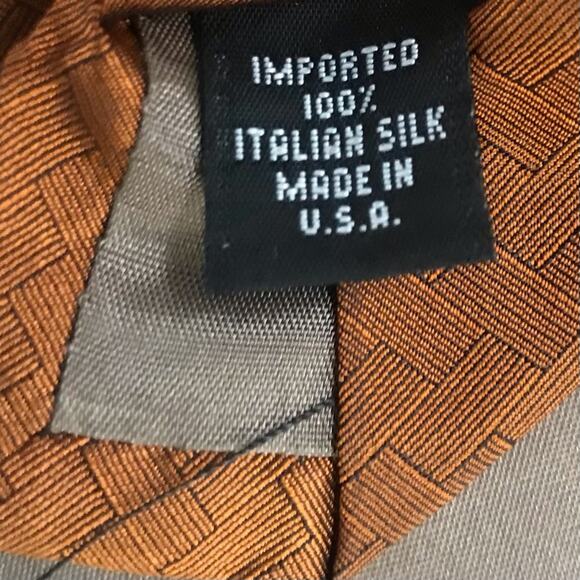 IMPORTED
100%
ITALIAN SILK
MADE IN
U.S.A.